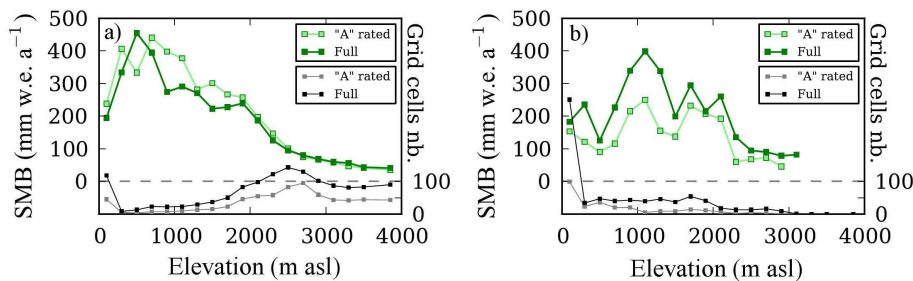 a)
"A" rated
Full
"A" rated
Full
SMB (mm w.e. a⁻¹)
500
400
300
200
100
0
Grid cells nb.
100
0
0
1000
2000
3000
4000
Elevation (m asl)
b)
"A" rated
Full
"A" rated
Full
SMB (mm w.e. a⁻¹)
500
400
300
200
100
0
Grid cells nb.
100
0
0
1000
2000
3000
4000
Elevation (m asl)